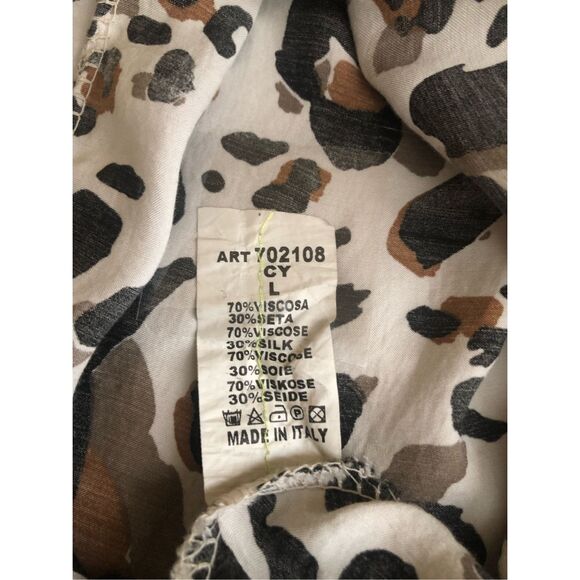 ART 702108
CY
L
70%VISCOSA
30%SETA
70%VISCOSE
30%SILK
70%VISCOSE
30%SOIE
70%VISKOSE
30%SEIDE
MADE IN ITALY